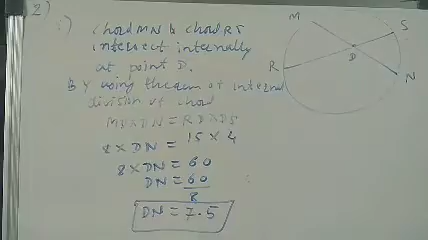 2)
i) chord MN & chord RT
intersect internally
at point D.
By using theorem of internal
division of chord
MD × DN = RD × DS
8 × DN = 15 × 4
8 × DN = 60
DN = 60
8
DN = 7.5
M
S
D
R
N